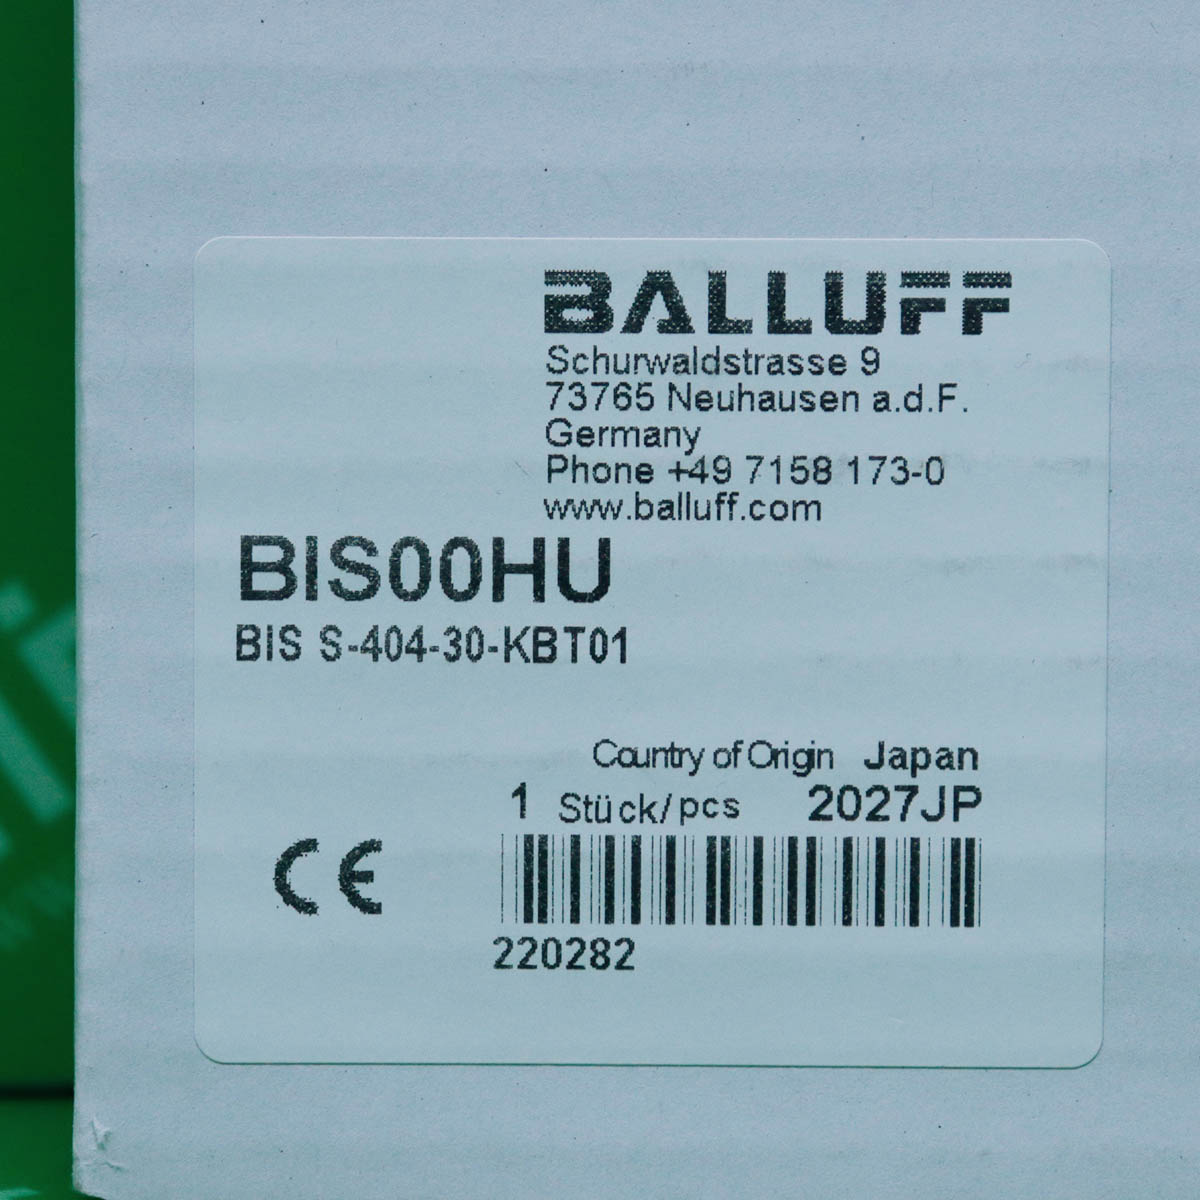 BALLUFF
Schurwaldstrasse 9
73765 Neuhausen a.d.F.
Germany
Phone +49 7158 173-0
www.balluff.com
BIS00HU
BIS S-404-30-KBT01
Country of Origin Japan
1 Stück/pcs 2027JP
CE
220282